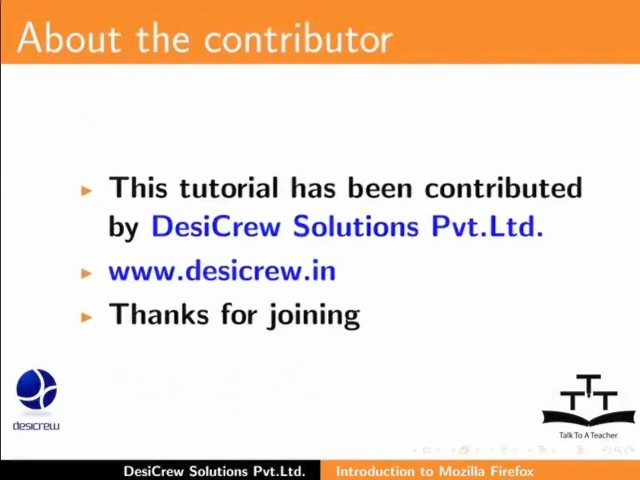 About the contributor
This tutorial has been contributed
by DesiCrew Solutions Pvt.Ltd.
www.desicrew.in
Thanks for joining
desicrew
TTT
Talk To A Teacher
DesiCrew Solutions Pvt.Ltd. Introduction to Mozilla Firefox